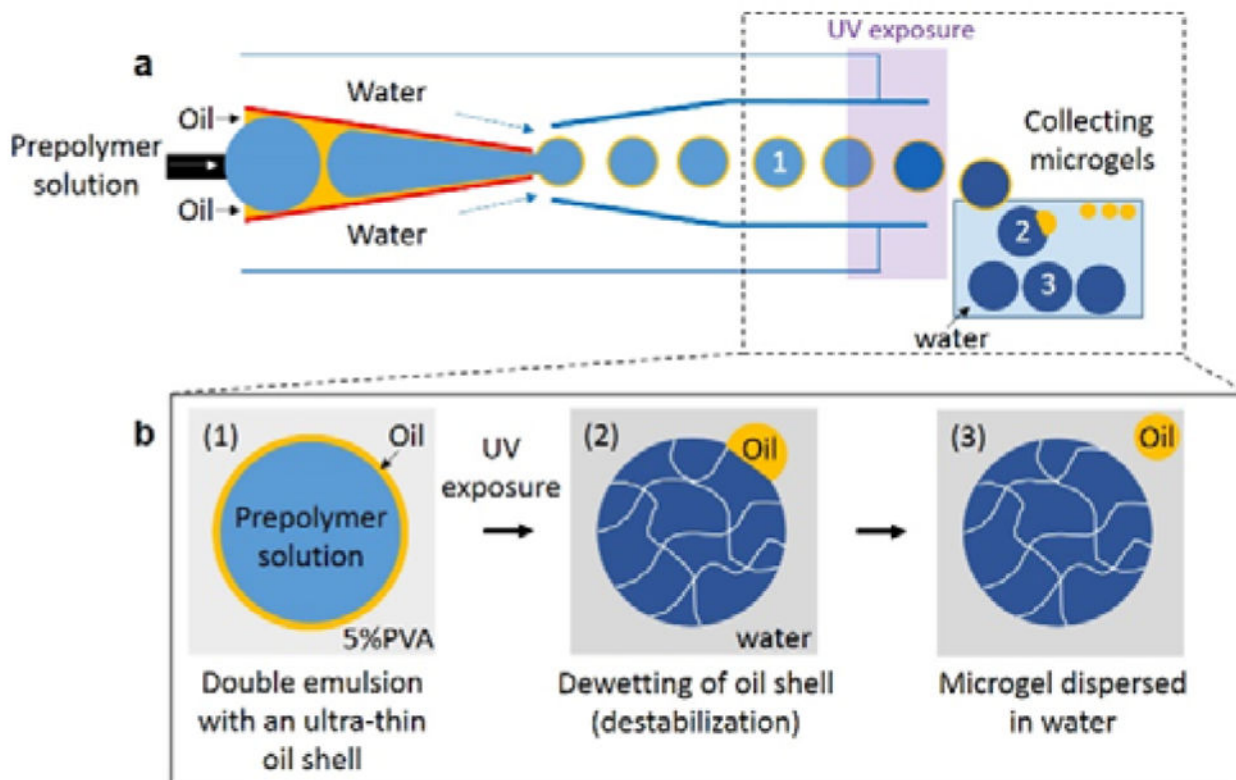 a
UV exposure
Water
Oil
Prepolymer
solution
Oil
Water
1
Collecting
microgels
2
3
water
b
(1)
Oil
Prepolymer
solution
5%PVA
Double emulsion
with an ultra-thin
oil shell
UV
exposure
(2)
Oil
water
Dewetting of oil shell
(destabilization)
(3)
Oil
Microgel dispersed
in water